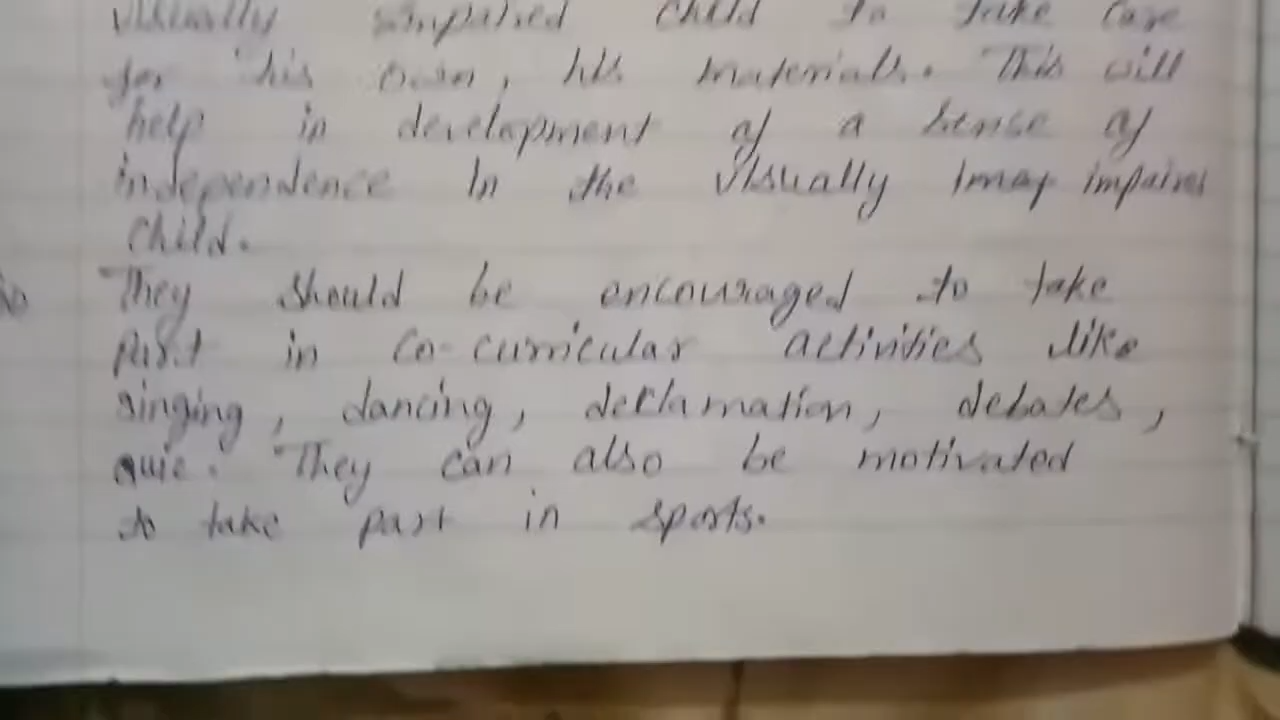 visually impaired child to take care
for his own, his materials. This will
help in development of a sense of
independence in the visually imap impaired
child.
They should be encouraged to take
part in co-curricular activities like
singing, dancing, declamation, debates,
quie. They can also be motivated
to take part in sports.